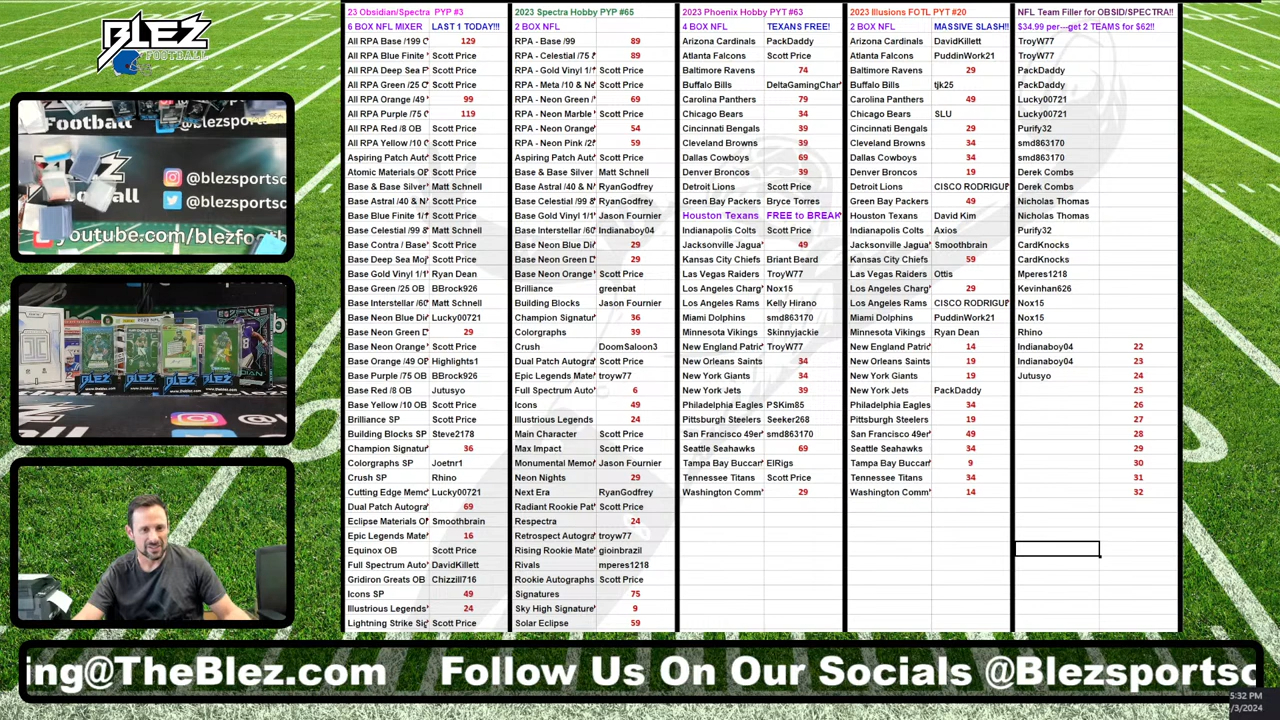 BLEZ
FOOTBALL
Football
@blezsports
@blezsportsc
@blezsportsc
youtube.com/blezfootb
BLEZ
BLEZ
BLEZ
BLEZ
23 Obsidian/Spectra PYP #3
6 BOX NFL MIXER LAST 1 TODAY!!!
All RPA Base /199 129
All RPA Blue Finite Scott Price
All RPA Deep Sea Scott Price
All RPA Green /25 Scott Price
All RPA Orange /49 99
All RPA Purple /75 119
All RPA Red /8 OB Scott Price
All RPA Yellow /10 Scott Price
Aspiring Patch Aut Scott Price
Atomic Materials O Scott Price
Base & Base Silver Matt Schnell
Base Astral /40 & N Scott Price
Base Blue Finite 1/ Scott Price
Base Celestial /99 & Matt Schnell
Base Contra / Base Scott Price
Base Deep Sea Moj Scott Price
Base Gold Vinyl 1/1 Ryan Dean
Base Green /25 OB BBrock926
Base Interstellar /60 Matt Schnell
Base Neon Blue Di Lucky00721
Base Neon Green D 29
Base Neon Orange Scott Price
Base Orange /49 OB Highlights1
Base Purple /75 OB BBrock926
Base Red /8 OB Jutusyo
Base Yellow /10 OB Scott Price
Brilliance SP Scott Price
Building Blocks SP Steve2178
Champion Signatur 36
Colorgraphs SP Joetnr1
Crush SP Rhino
Cutting Edge Memo Lucky00721
Dual Patch Autogra 69
Eclipse Materials O Smoothbrain
Epic Legends Mate 16
Equinox OB Scott Price
Full Spectrum Auto DavidKillett
Gridiron Greats OB Chizzill716
Icons SP 49
Illustrious Legends 24
Lightning Strike Sig Scott Price
2023 Spectra Hobby PYP #65
2 BOX NFL
RPA - Base /99 89
RPA - Celestial /75 & 89
RPA - Gold Vinyl 1/ Scott Price
RPA - Meta /10 & Ne Scott Price
RPA - Neon Green / 69
RPA - Neon Marble Scott Price
RPA - Neon Orange 54
RPA - Neon Pink /2 59
Aspiring Patch Aut Scott Price
Base & Base Silver Matt Schnell
Base Astral /40 & N RyanGodfrey
Base Celestial /99 & RyanGodfrey
Base Gold Vinyl 1/1 Jason Fournier
Base Interstellar /60 Indianaboy04
Base Neon Blue Di 29
Base Neon Green D 29
Base Neon Orange Scott Price
Brilliance greenbat
Building Blocks Jason Fournier
Champion Signatur 36
Colorgraphs 39
Crush DoomSaloon3
Dual Patch Autogra Scott Price
Epic Legends Mate troyw77
Full Spectrum Auto 6
Icons 49
Illustrious Legends 24
Main Character Scott Price
Max Impact Scott Price
Monumental Memo Jason Fournier
Neon Nights 29
Next Era RyanGodfrey
Radiant Rookie Pat Scott Price
Respectra 24
Retrospect Autogra troyw77
Rising Rookie Mate gioinbrazil
Rivals mperes1218
Rookie Autographs Scott Price
Signatures 75
Sky High Signature 9
Solar Eclipse 59
2023 Phoenix Hobby PYT #63
4 BOX NFL TEXANS FREE!
Arizona Cardinals PackDaddy
Atlanta Falcons Scott Price
Baltimore Ravens 74
Buffalo Bills DeltaGamingChar
Carolina Panthers 79
Chicago Bears 34
Cincinnati Bengals 39
Cleveland Browns 39
Dallas Cowboys 69
Denver Broncos 39
Detroit Lions Scott Price
Green Bay Packers Bryce Torres
Houston Texans FREE to BREAK
Indianapolis Colts Scott Price
Jacksonville Jagua 49
Kansas City Chiefs Briant Beard
Las Vegas Raiders TroyW77
Los Angeles Charg Nox15
Los Angeles Rams Kelly Hirano
Miami Dolphins smd863170
Minnesota Vikings Skinnyjackie
New England Patric TroyW77
New Orleans Saints 34
New York Giants 34
New York Jets 39
Philadelphia Eagles PSKim85
Pittsburgh Steelers Seeker268
San Francisco 49er smd863170
Seattle Seahawks 69
Tampa Bay Buccan ElRigs
Tennessee Titans Scott Price
Washington Comm 29
2023 Illusions FOTL PYT #20
2 BOX NFL MASSIVE SLASH!!
Arizona Cardinals DavidKillett
Atlanta Falcons PuddinWork21
Baltimore Ravens 29
Buffalo Bills tjk25
Carolina Panthers 49
Chicago Bears SLU
Cincinnati Bengals 29
Cleveland Browns 34
Dallas Cowboys 34
Denver Broncos 19
Detroit Lions CISCO RODRIGU
Green Bay Packers 49
Houston Texans David Kim
Indianapolis Colts Axios
Jacksonville Jagua Smoothbrain
Kansas City Chiefs 59
Las Vegas Raiders Ottis
Los Angeles Charg 29
Los Angeles Rams CISCO RODRIGU
Miami Dolphins PuddinWork21
Minnesota Vikings Ryan Dean
New England Patric 14
New Orleans Saints 19
New York Giants 19
New York Jets PackDaddy
Philadelphia Eagles 34
Pittsburgh Steelers 19
San Francisco 49er 49
Seattle Seahawks 34
Tampa Bay Buccan 9
Tennessee Titans 34
Washington Comm 14
NFL Team Filler for OBSID/SPECTRA!!
$34.99 per---get 2 TEAMS for $62!!
TroyW77
TroyW77
PackDaddy
PackDaddy
Lucky00721
Lucky00721
Purify32
smd863170
smd863170
Derek Combs
Derek Combs
Nicholas Thomas
Nicholas Thomas
Purify32
CardKnocks
CardKnocks
Mperes1218
Kevinhan626
Nox15
Nox15
Rhino
Indianaboy04 22
Indianaboy04 23
Jutusyo 24
25
26
27
28
29
30
31
32
ing@TheBlez.com Follow Us On Our Socials @Blezsportsc
5:32 PM
/3/2024